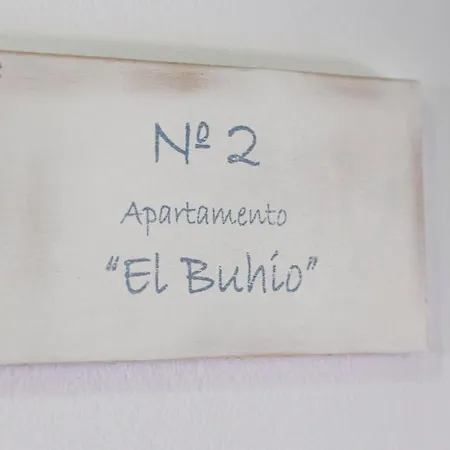 Nº 2
Apartamento
“El Buhío”